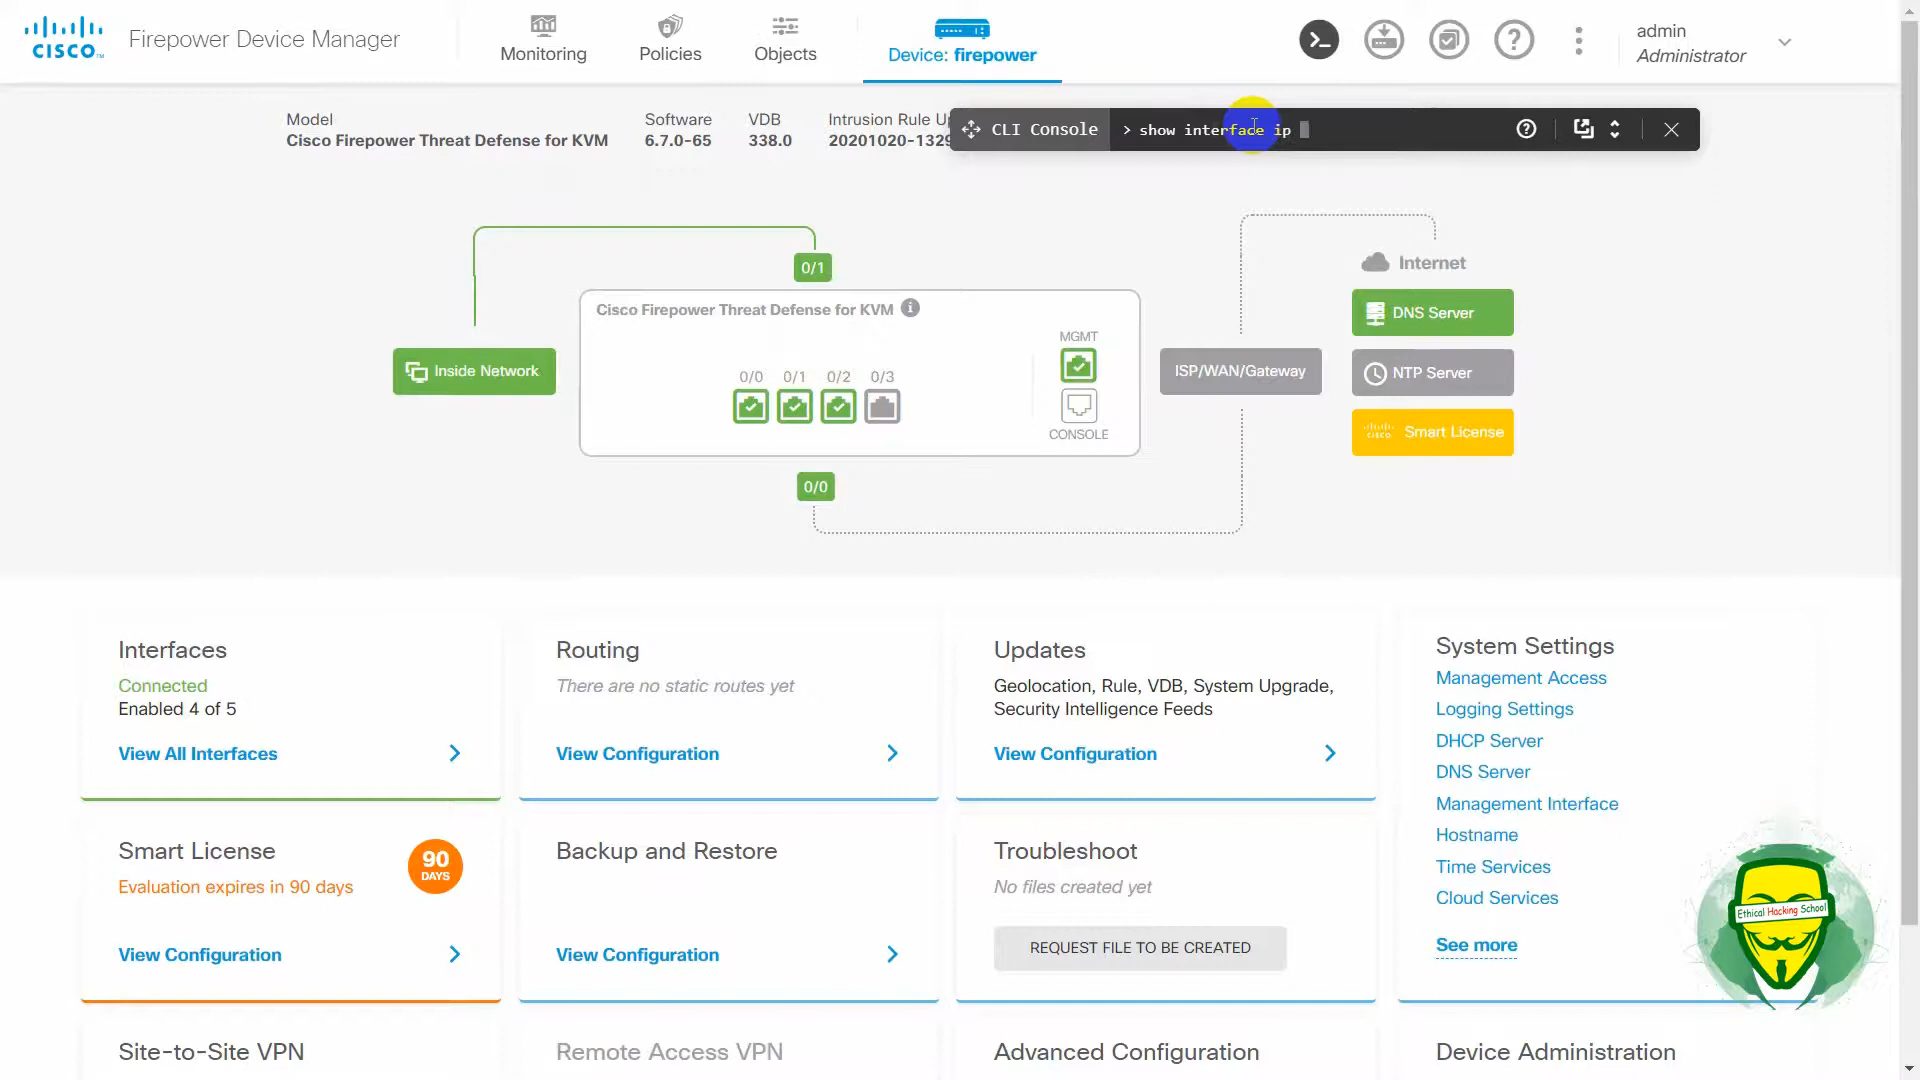 CISCO
Firepower Device Manager
Monitoring
Policies
Objects
Device: firepower
admin
Administrator
Model
Cisco Firepower Threat Defense for KVM
Software
6.7.0-65
VDB
338.0
Intrusion Rule Up
20201020-1329
CLI Console
> show interface ip
0/1
Cisco Firepower Threat Defense for KVM
MGMT
0/0 0/1 0/2 0/3
CONSOLE
Inside Network
ISP/WAN/Gateway
0/0
Internet
DNS Server
NTP Server
CISCO Smart License
Interfaces
Connected
Enabled 4 of 5
View All Interfaces
Routing
There are no static routes yet
View Configuration
Updates
Geolocation, Rule, VDB, System Upgrade,
Security Intelligence Feeds
View Configuration
System Settings
Management Access
Logging Settings
DHCP Server
DNS Server
Management Interface
Hostname
Time Services
Cloud Services
See more
Smart License
90
DAYS
Evaluation expires in 90 days
View Configuration
Backup and Restore
View Configuration
Troubleshoot
No files created yet
REQUEST FILE TO BE CREATED
Ethical Hacking School
Site-to-Site VPN
Remote Access VPN
Advanced Configuration
Device Administration